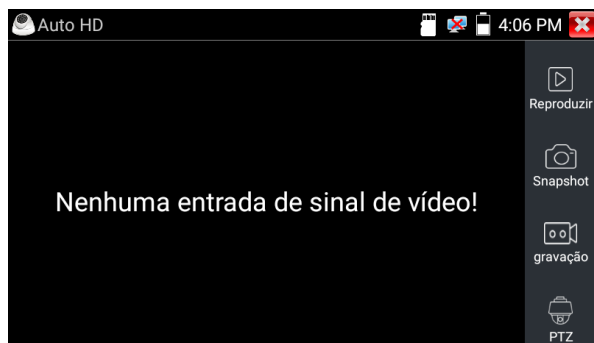 Auto HD
4:06 PM
Reproduzir
Snapshot
Nenhuma entrada de sinal de vídeo!
gravação
PTZ